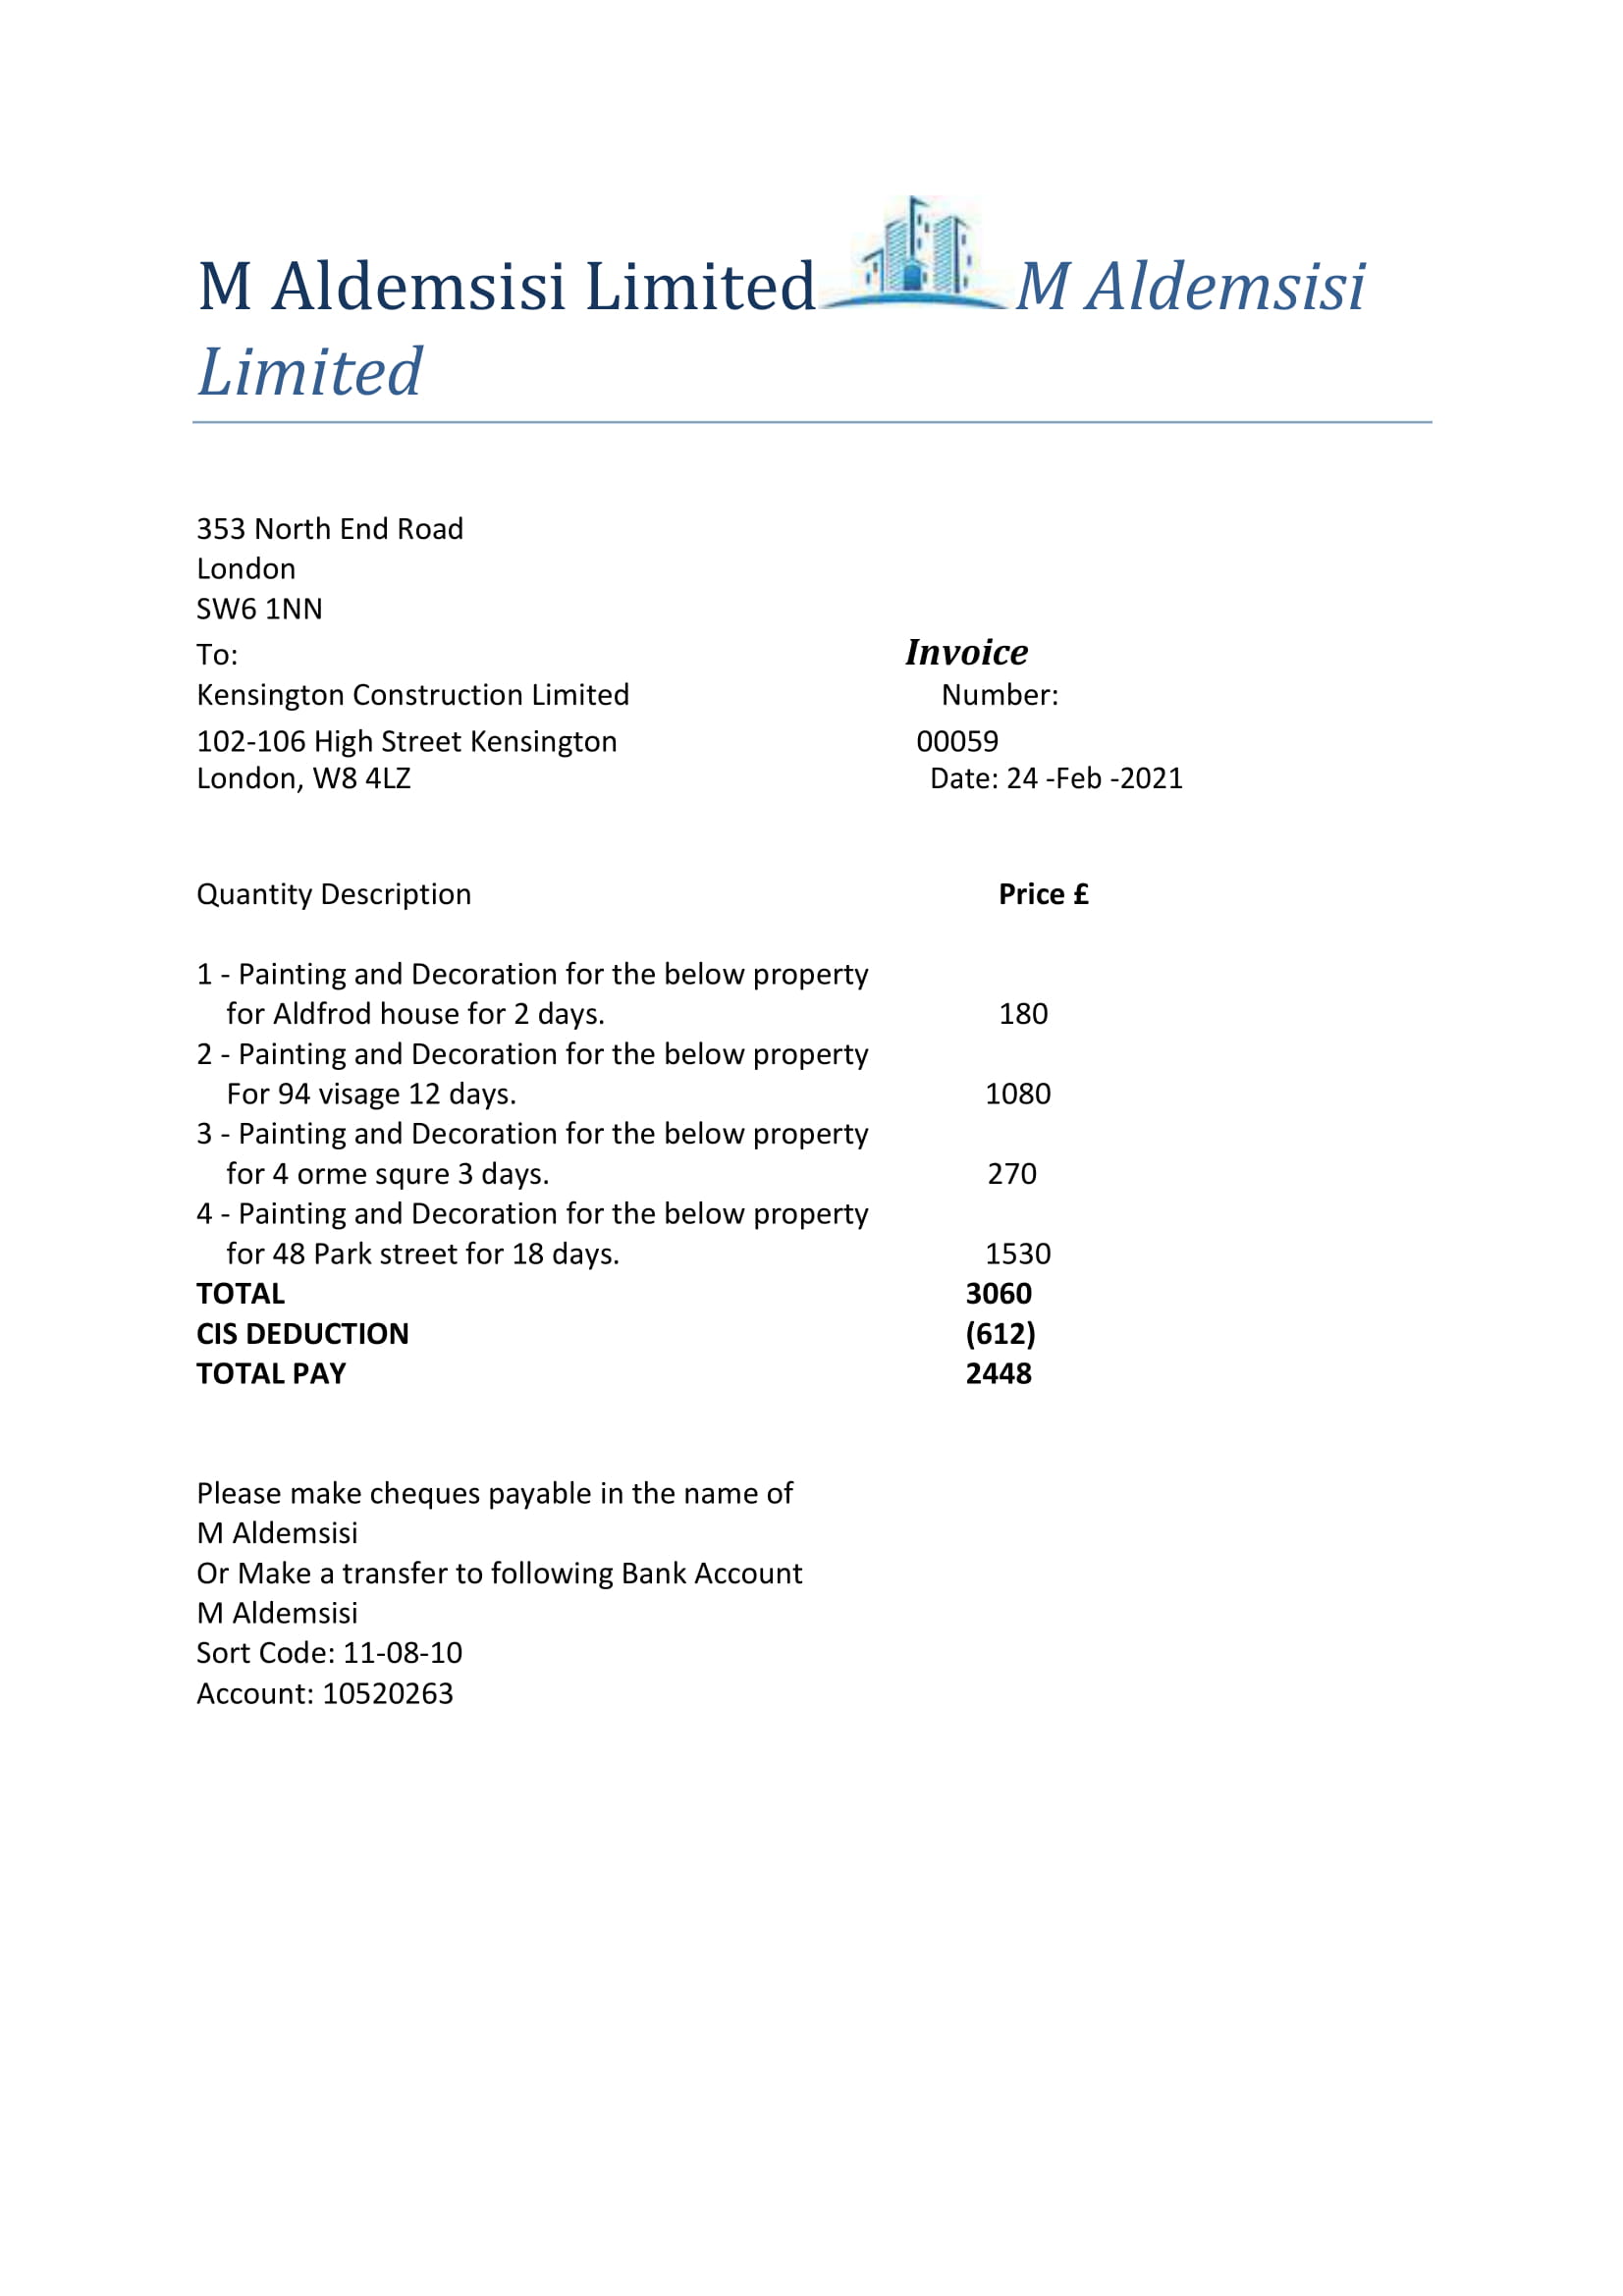 M Aldemsisi Limited M Aldemsisi
Limited
353 North End Road
London
SW6 1NN
To: Invoice
Kensington Construction Limited Number:
102-106 High Street Kensington 00059
London, W8 4LZ Date: 24 -Feb -2021
Quantity Description Price £
1 - Painting and Decoration for the below property
for Aldfrod house for 2 days. 180
2 - Painting and Decoration for the below property
For 94 visage 12 days. 1080
3 - Painting and Decoration for the below property
for 4 orme squre 3 days. 270
4 - Painting and Decoration for the below property
for 48 Park street for 18 days. 1530
TOTAL 3060
CIS DEDUCTION (612)
TOTAL PAY 2448
Please make cheques payable in the name of
M Aldemsisi
Or Make a transfer to following Bank Account
M Aldemsisi
Sort Code: 11-08-10
Account: 10520263